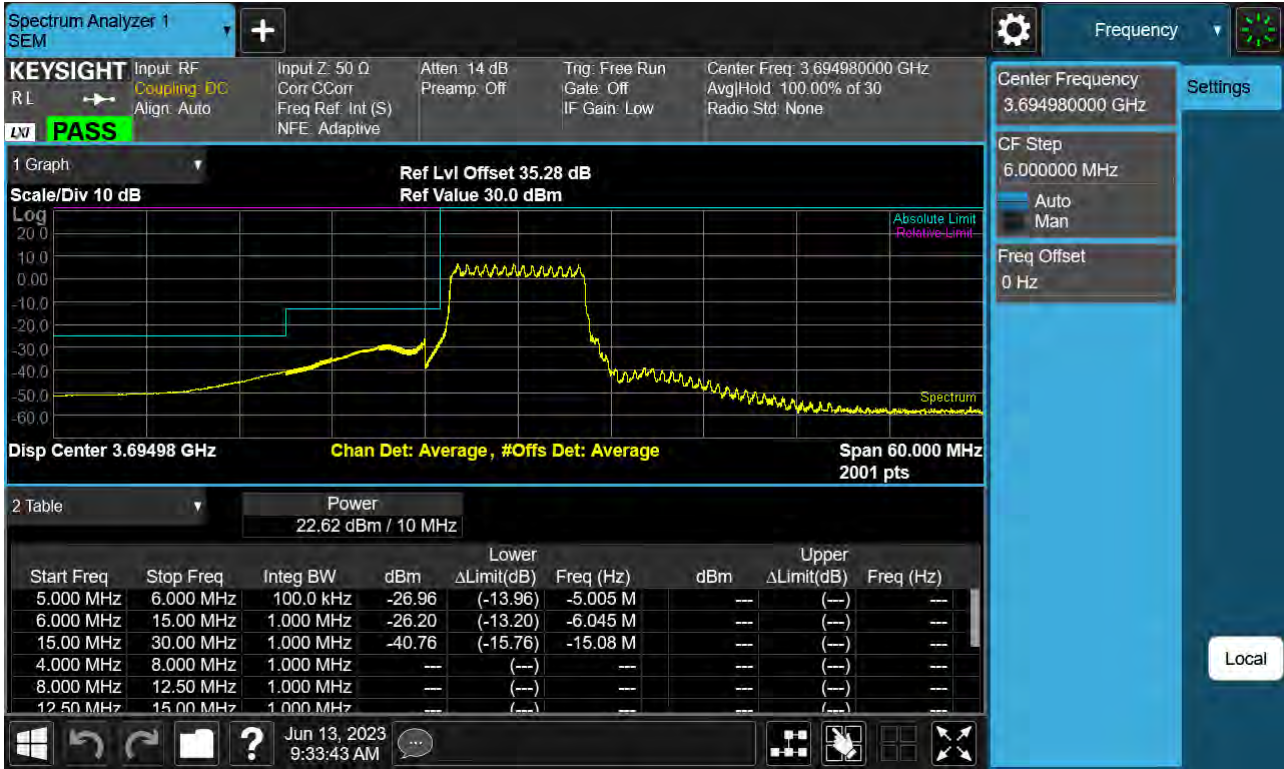 Spectrum Analyzer 1
SEM
+
Frequency
KEYSIGHT
RL
LXI
PASS
Input: RF
Coupling: DC
Align: Auto
Input Z: 50 Ω
Corr CCorr
Freq Ref: Int (S)
NFE: Adaptive
Atten: 14 dB
Preamp: Off
Trig: Free Run
Gate: Off
IF Gain: Low
Center Freq: 3.694980000 GHz
Avg|Hold: 100.00% of 30
Radio Std: None
Center Frequency
3.694980000 GHz
Settings
CF Step
6.000000 MHz
Auto
Man
Freq Offset
0 Hz
Local
1 Graph
Scale/Div 10 dB
Ref Lvl Offset 35.28 dB
Ref Value 30.0 dBm
Log
20.0
10.0
0.00
-10.0
-20.0
-30.0
-40.0
-50.0
-60.0
Absolute Limit
Relative Limit
Spectrum
Disp Center 3.69498 GHz
Chan Det: Average, #Offs Det: Average
Span 60.000 MHz
2001 pts
2 Table
Power
22.62 dBm / 10 MHz
Lower Upper
Start Freq Stop Freq Integ BW dBm ΔLimit(dB) Freq (Hz) dBm ΔLimit(dB) Freq (Hz)
5.000 MHz 6.000 MHz 100.0 kHz -26.96 (-13.96) -5.005 M --- (---) ---
6.000 MHz 15.00 MHz 1.000 MHz -26.20 (-13.20) -6.045 M --- (---) ---
15.00 MHz 30.00 MHz 1.000 MHz -40.76 (-15.76) -15.08 M --- (---) ---
4.000 MHz 8.000 MHz 1.000 MHz --- (---) --- --- (---) ---
8.000 MHz 12.50 MHz 1.000 MHz --- (---) --- --- (---) ---
12.50 MHz 15.00 MHz 1.000 MHz --- (---) --- --- (---) ---
?
Jun 13, 2023
9:33:43 AM